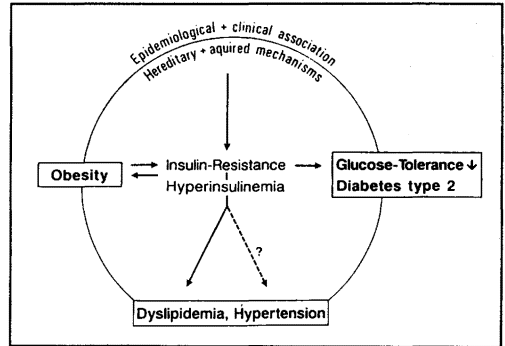 Epidemiological + clinical association
Hereditary + aquired mechanisms
Obesity
Insulin-Resistance
Hyperinsulinemia
Glucose-Tolerance ↓
Diabetes type 2
?
Dyslipidemia, Hypertension